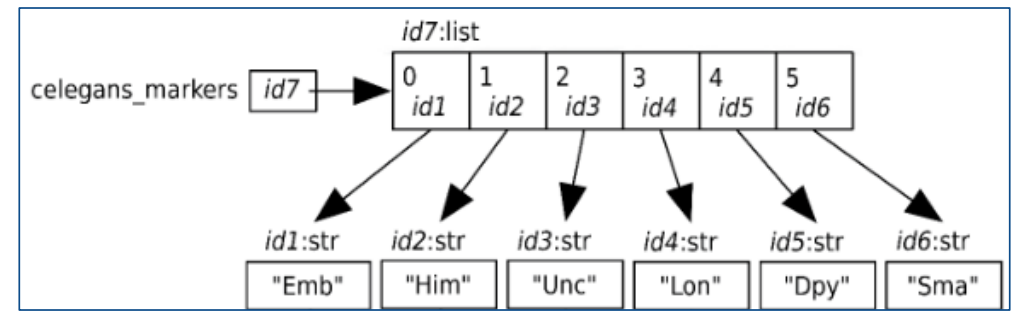 id7:list
celegans_markers id7
0 1 2 3 4 5
id1 id2 id3 id4 id5 id6
id1:str id2:str id3:str id4:str id5:str id6:str
"Emb" "Him" "Unc" "Lon" "Dpy" "Sma"